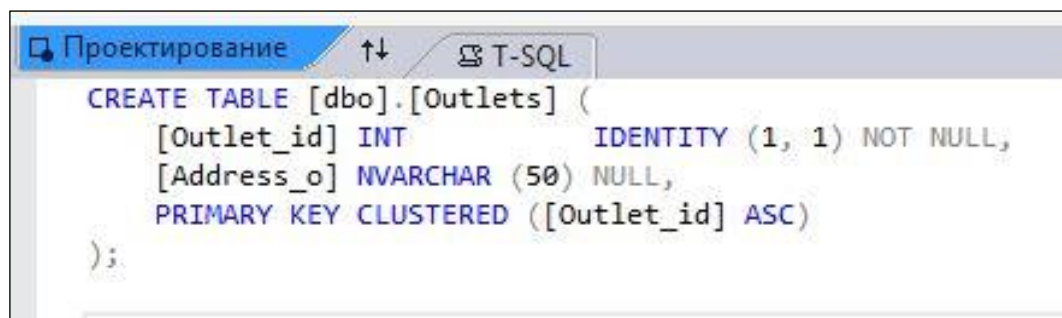 Проектирование ↑↓ T-SQL
CREATE TABLE [dbo].[Outlets] (
    [Outlet_id] INT           IDENTITY (1, 1) NOT NULL,
    [Address_o] NVARCHAR (50) NULL,
    PRIMARY KEY CLUSTERED ([Outlet_id] ASC)
);